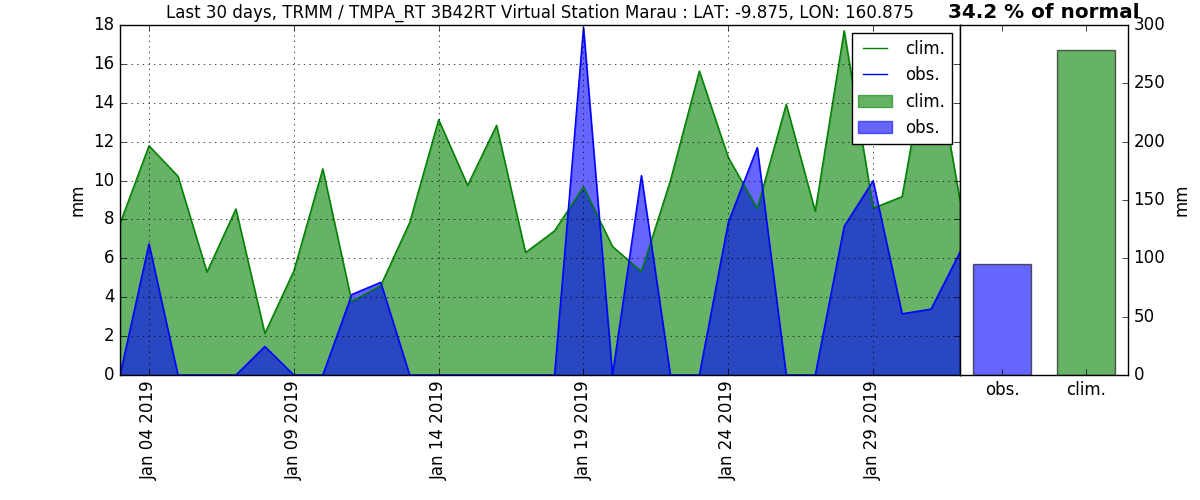 Last 30 days, TRMM / TMPA_RT 3B42RT Virtual Station Marau : LAT: -9.875, LON: 160.875
34.2 % of normal
18
16
14
12
10
8
6
4
2
0
mm
Jan 04 2019
Jan 09 2019
Jan 14 2019
Jan 19 2019
Jan 24 2019
Jan 29 2019
clim.
obs.
clim.
obs.
300
250
200
150
100
50
0
mm
obs.
clim.